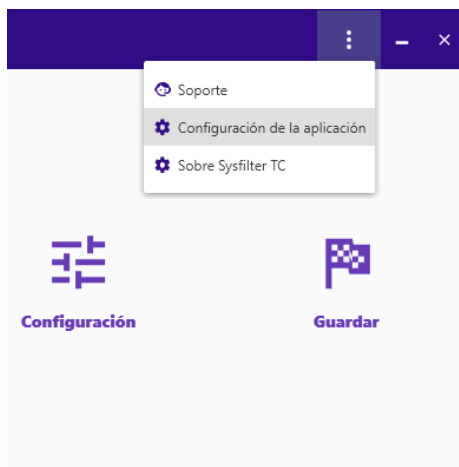 Soporte
Configuración de la aplicación
Sobre Sysfilter TC
Configuración
Guardar